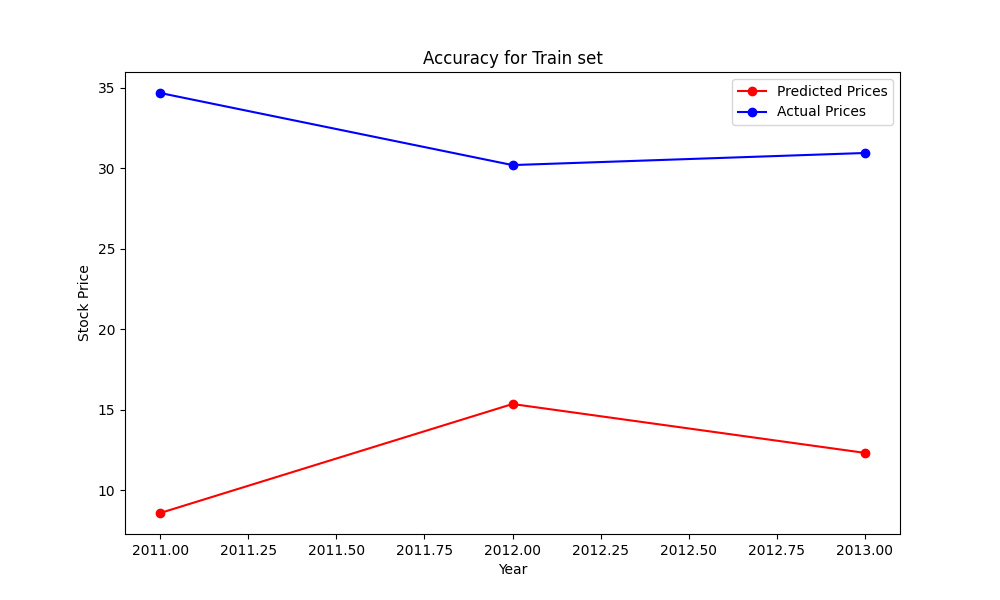 Accuracy for Train set
Predicted Prices
Actual Prices
35
30
25
20
15
10
Stock Price
2011.00 2011.25 2011.50 2011.75 2012.00 2012.25 2012.50 2012.75 2013.00
Year